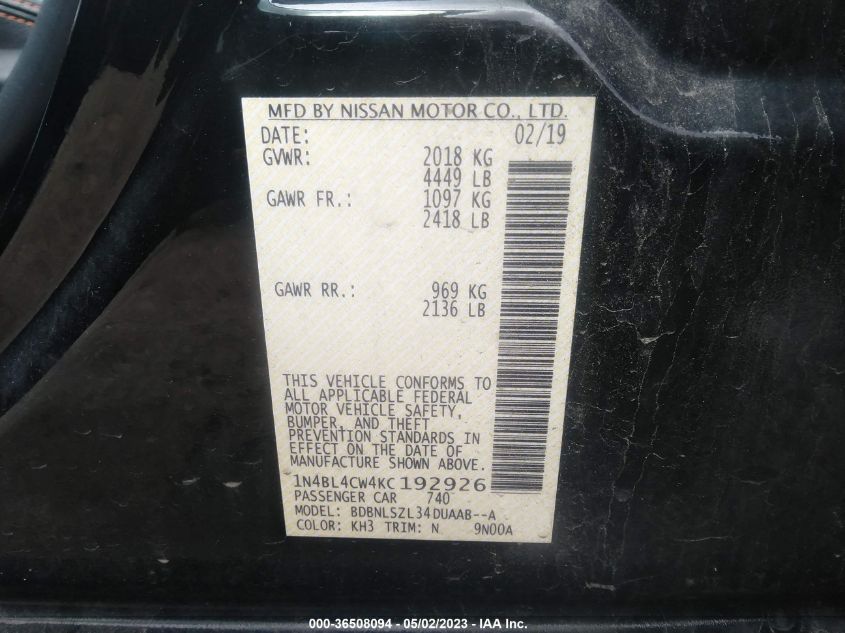 MFD BY NISSAN MOTOR CO., LTD.
DATE: 02/19
GVWR: 2018 KG
4449 LB
GAWR FR.: 1097 KG
2418 LB
GAWR RR.: 969 KG
2136 LB
THIS VEHICLE CONFORMS TO
ALL APPLICABLE FEDERAL
MOTOR VEHICLE SAFETY,
BUMPER, AND THEFT
PREVENTION STANDARDS IN
EFFECT ON THE DATE OF
MANUFACTURE SHOWN ABOVE.
1N4BL4CW4KC192926
PASSENGER CAR 740
MODEL: BDBNLSZL34DUAAB--A
COLOR: KH3 TRIM: N 9N00A
000-36508094 - 05/02/2023 - IAA Inc.